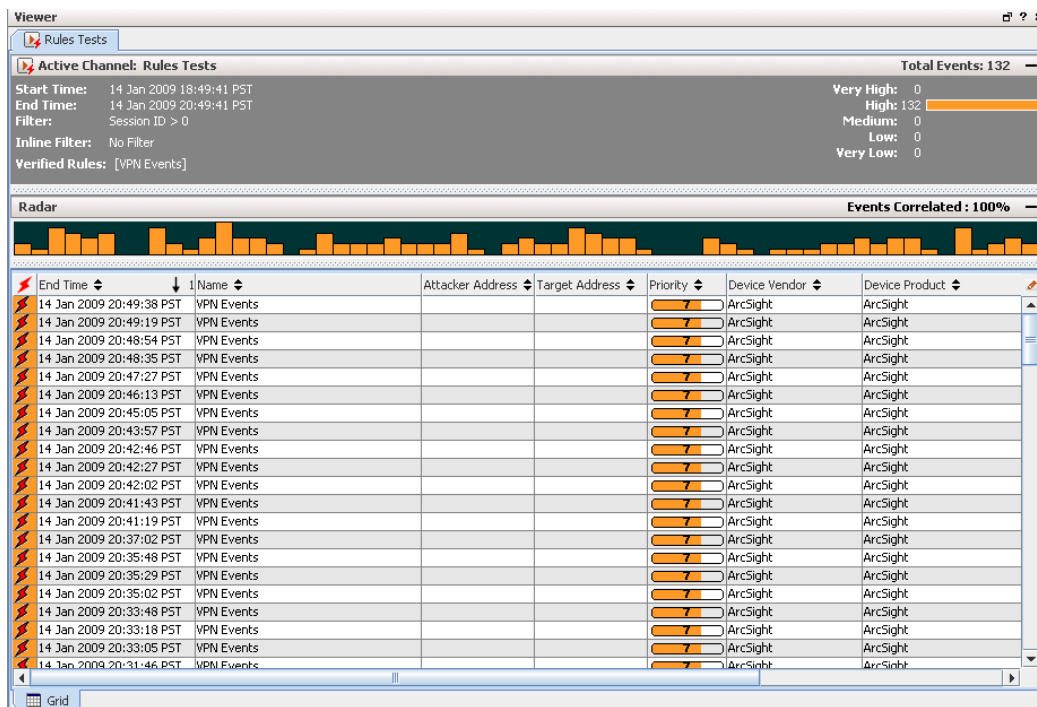 Viewer ?
Rules Tests
Active Channel: Rules Tests Total Events: 132
Start Time: 14 Jan 2009 18:49:41 PST Very High: 0
End Time: 14 Jan 2009 20:49:41 PST High: 132
Filter: Session ID > 0 Medium: 0
Low: 0
Inline Filter: No Filter
Very Low: 0
Verified Rules: [VPN Events]
Radar Events Correlated : 100%
End Time 1 Name Attacker Address Target Address Priority Device Vendor Device Product
14 Jan 2009 20:49:38 PST VPN Events 7 ArcSight ArcSight
14 Jan 2009 20:49:19 PST VPN Events 7 ArcSight ArcSight
14 Jan 2009 20:48:54 PST VPN Events 7 ArcSight ArcSight
14 Jan 2009 20:48:35 PST VPN Events 7 ArcSight ArcSight
14 Jan 2009 20:47:27 PST VPN Events 7 ArcSight ArcSight
14 Jan 2009 20:46:13 PST VPN Events 7 ArcSight ArcSight
14 Jan 2009 20:45:05 PST VPN Events 7 ArcSight ArcSight
14 Jan 2009 20:43:57 PST VPN Events 7 ArcSight ArcSight
14 Jan 2009 20:42:46 PST VPN Events 7 ArcSight ArcSight
14 Jan 2009 20:42:27 PST VPN Events 7 ArcSight ArcSight
14 Jan 2009 20:42:02 PST VPN Events 7 ArcSight ArcSight
14 Jan 2009 20:41:43 PST VPN Events 7 ArcSight ArcSight
14 Jan 2009 20:41:19 PST VPN Events 7 ArcSight ArcSight
14 Jan 2009 20:37:02 PST VPN Events 7 ArcSight ArcSight
14 Jan 2009 20:35:48 PST VPN Events 7 ArcSight ArcSight
14 Jan 2009 20:35:29 PST VPN Events 7 ArcSight ArcSight
14 Jan 2009 20:35:02 PST VPN Events 7 ArcSight ArcSight
14 Jan 2009 20:33:48 PST VPN Events 7 ArcSight ArcSight
14 Jan 2009 20:33:18 PST VPN Events 7 ArcSight ArcSight
14 Jan 2009 20:33:05 PST VPN Events 7 ArcSight ArcSight
14 Jan 2009 20:31:46 PST VPN Events 7 ArcSight ArcSight
Grid